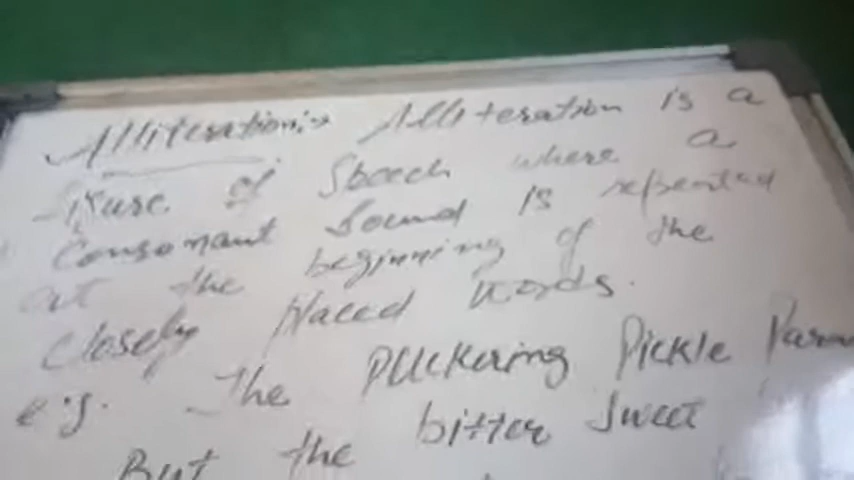 Alliteration:→ Alliteration is a
figure of Speech where a
Consonant Sound is repeated
at the beginning of the
Closely Placed words.
e.g. The Puckering Pickle
But the bitter Sweet